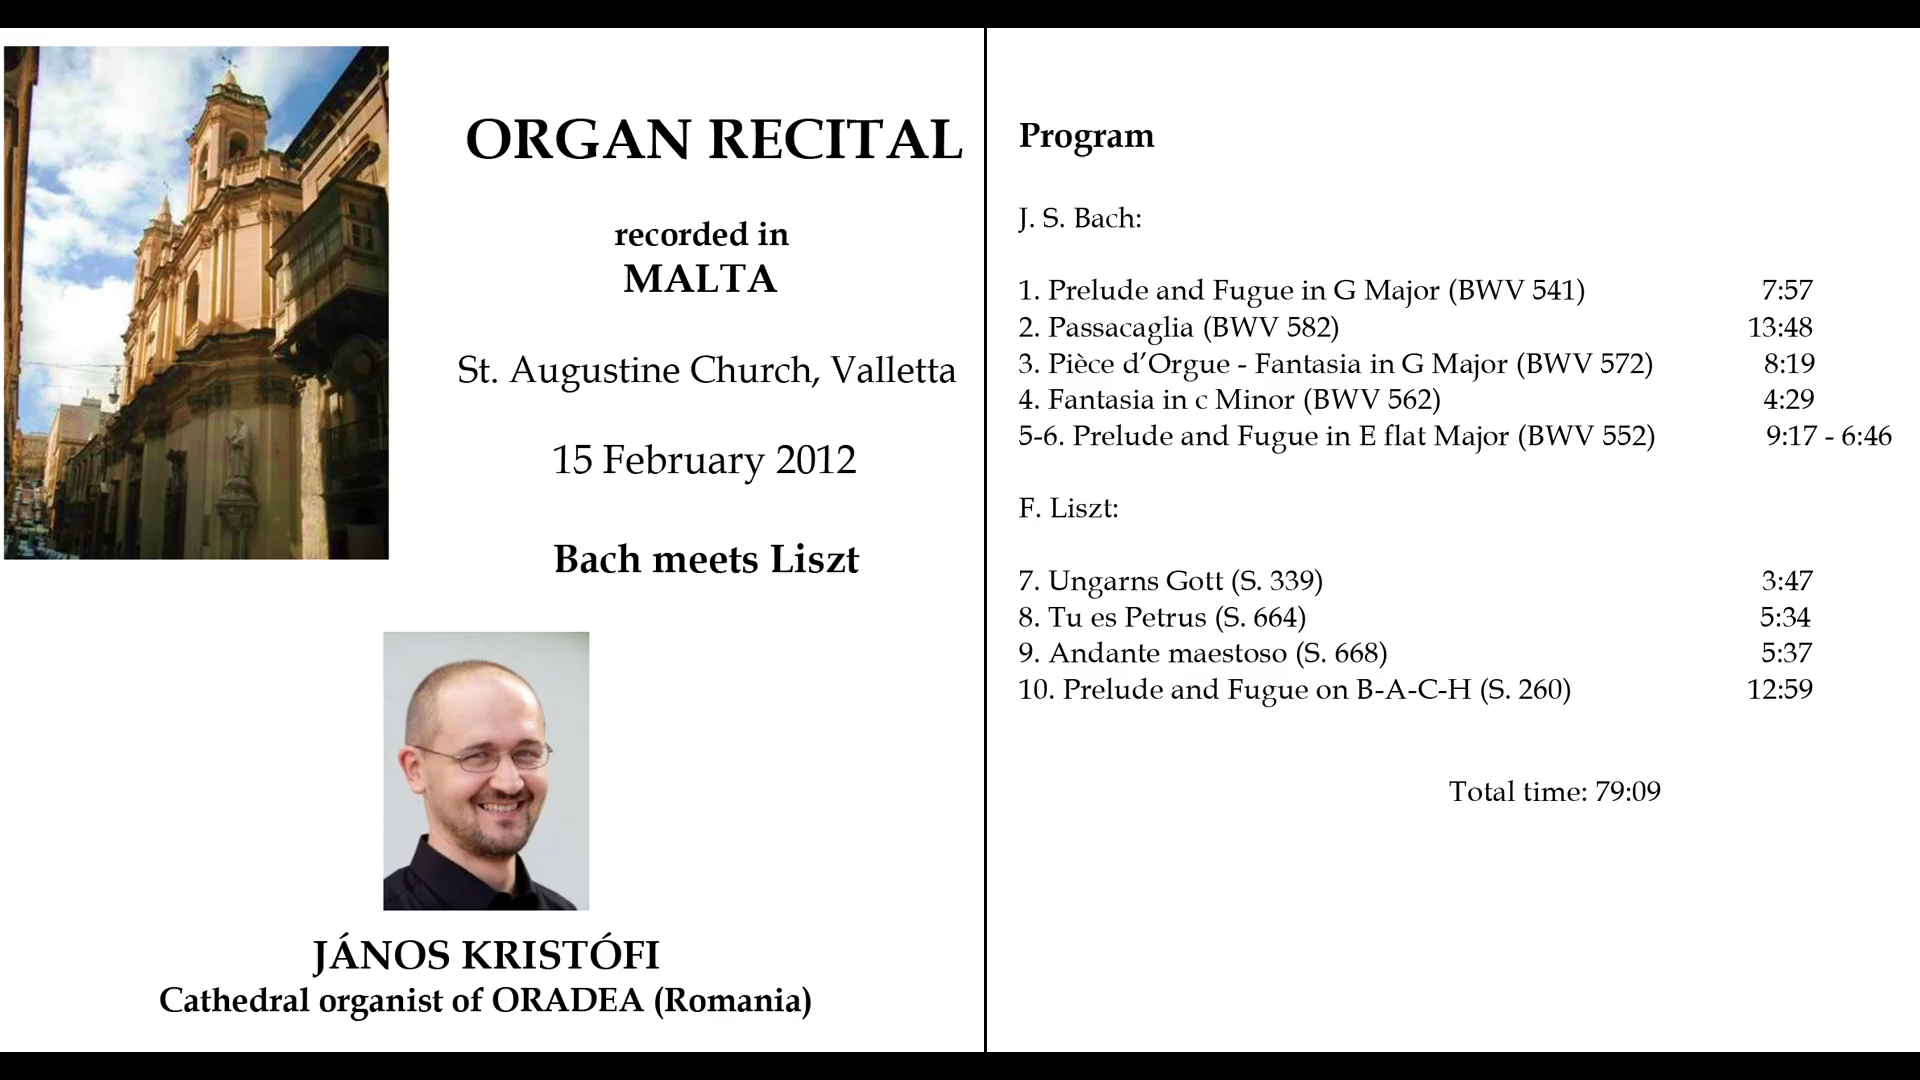 ORGAN RECITAL
recorded in
MALTA
St. Augustine Church, Valletta
15 February 2012
Bach meets Liszt
JÁNOS KRISTÓFI
Cathedral organist of ORADEA (Romania)
Program
J. S. Bach:
1. Prelude and Fugue in G Major (BWV 541) 7:57
2. Passacaglia (BWV 582) 13:48
3. Pièce d’Orgue - Fantasia in G Major (BWV 572) 8:19
4. Fantasia in c Minor (BWV 562) 4:29
5-6. Prelude and Fugue in E flat Major (BWV 552) 9:17 - 6:46
F. Liszt:
7. Ungarns Gott (S. 339) 3:47
8. Tu es Petrus (S. 664) 5:34
9. Andante maestoso (S. 668) 5:37
10. Prelude and Fugue on B-A-C-H (S. 260) 12:59
Total time: 79:09